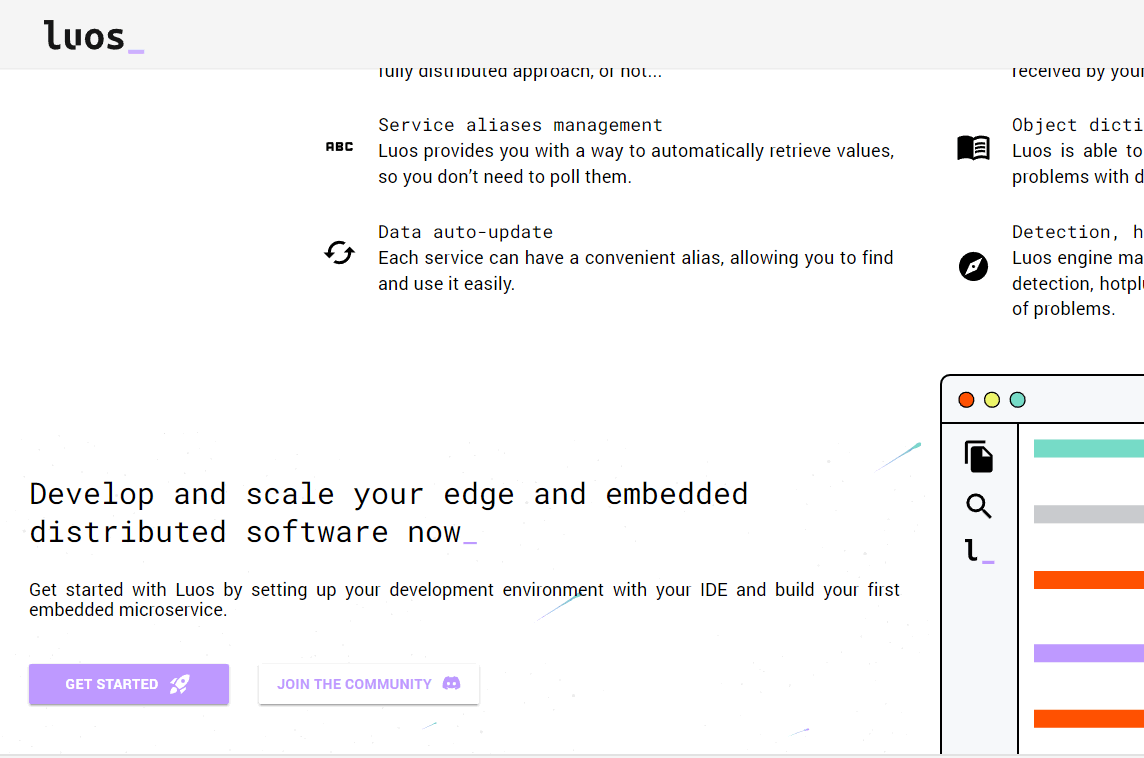 luos_
fully distributed approach, or not...
received by your
ABC
Service aliases management
Luos provides you with a way to automatically retrieve values,
so you don't need to poll them.
Object dicti
Luos is able to
problems with d
Data auto-update
Each service can have a convenient alias, allowing you to find
and use it easily.
Detection, h
Luos engine ma
detection, hotplu
of problems.
Develop and scale your edge and embedded
distributed software now_
Get started with Luos by setting up your development environment with your IDE and build your first
embedded microservice.
GET STARTED
JOIN THE COMMUNITY
l_